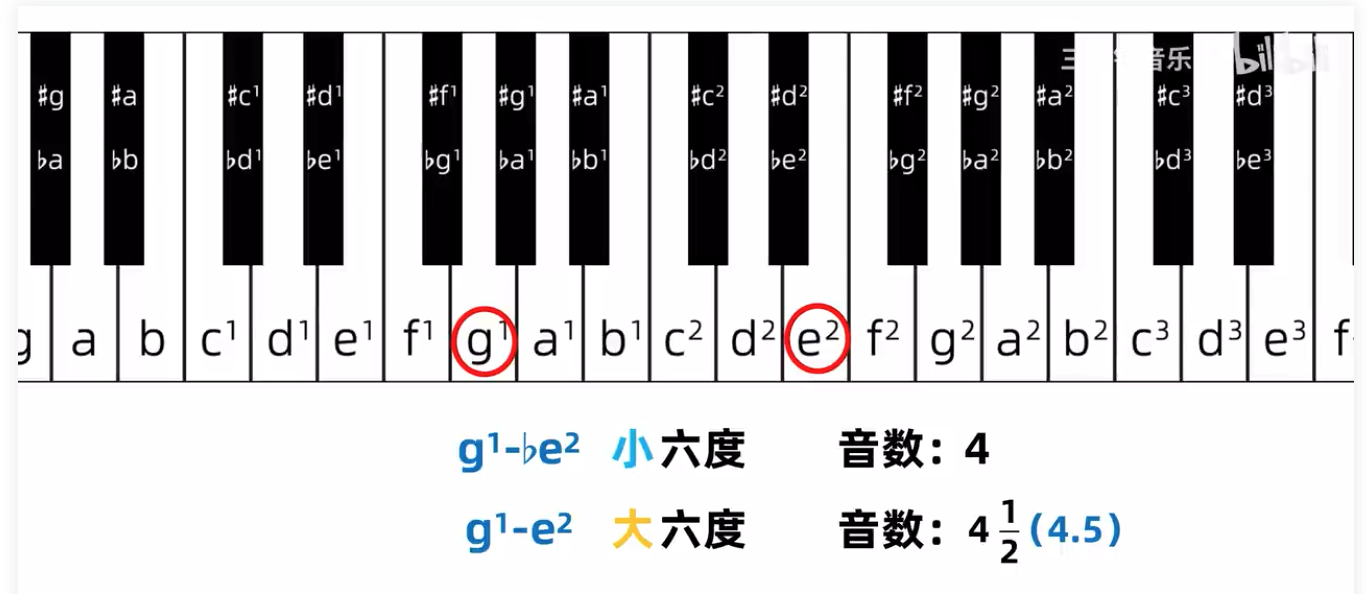 三 年 音乐 bilibili
♯g ♯a ♯c¹ ♯d¹ ♯f¹ ♯g¹ ♯a¹ ♯c² ♯d² ♯f² ♯g² ♯a² ♯c³ ♯d³
♭a ♭b ♭d¹ ♭e¹ ♭g¹ ♭a¹ ♭b¹ ♭d² ♭e² ♭g² ♭a² ♭b² ♭d³ ♭e³
g a b c¹ d¹ e¹ f¹ g¹ a¹ b¹ c² d² e² f² g² a² b² c³ d³ e³ f
g¹-♭e² 小六度 音数：4
g¹-e² 大六度 音数：4 1/2 (4.5)